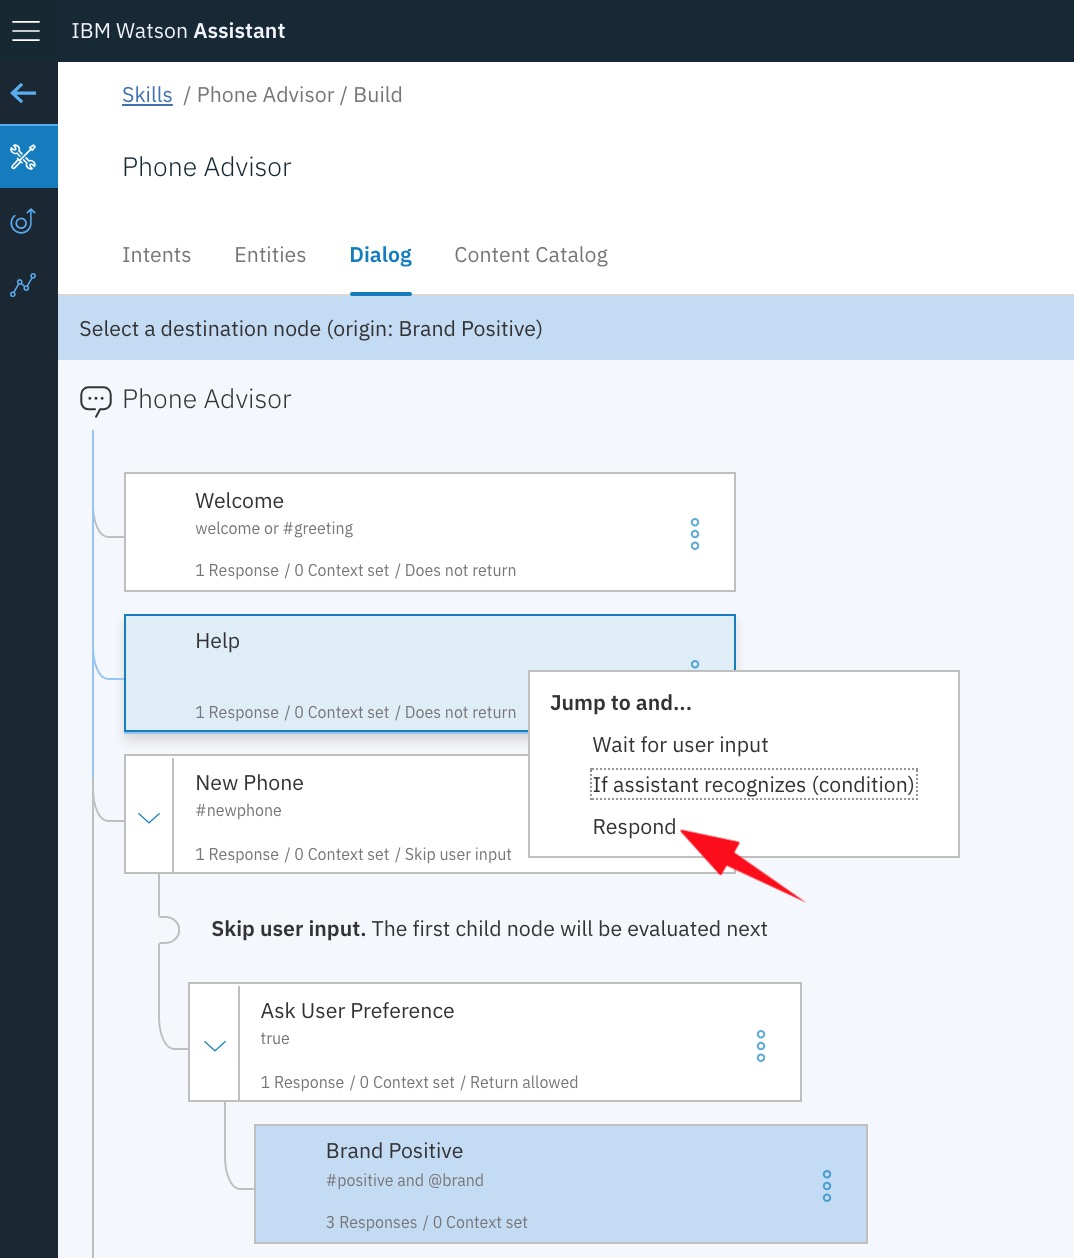 IBM Watson Assistant
Skills / Phone Advisor / Build
Phone Advisor
Intents Entities Dialog Content Catalog
Select a destination node (origin: Brand Positive)
Phone Advisor
Welcome
welcome or #greeting
1 Response / 0 Context set / Does not return
Help
1 Response / 0 Context set / Does not return
Jump to and...
Wait for user input
If assistant recognizes (condition)
Respond
New Phone
#newphone
1 Response / 0 Context set / Skip user input
Skip user input. The first child node will be evaluated next
Ask User Preference
true
1 Response / 0 Context set / Return allowed
Brand Positive
#positive and @brand
3 Responses / 0 Context set